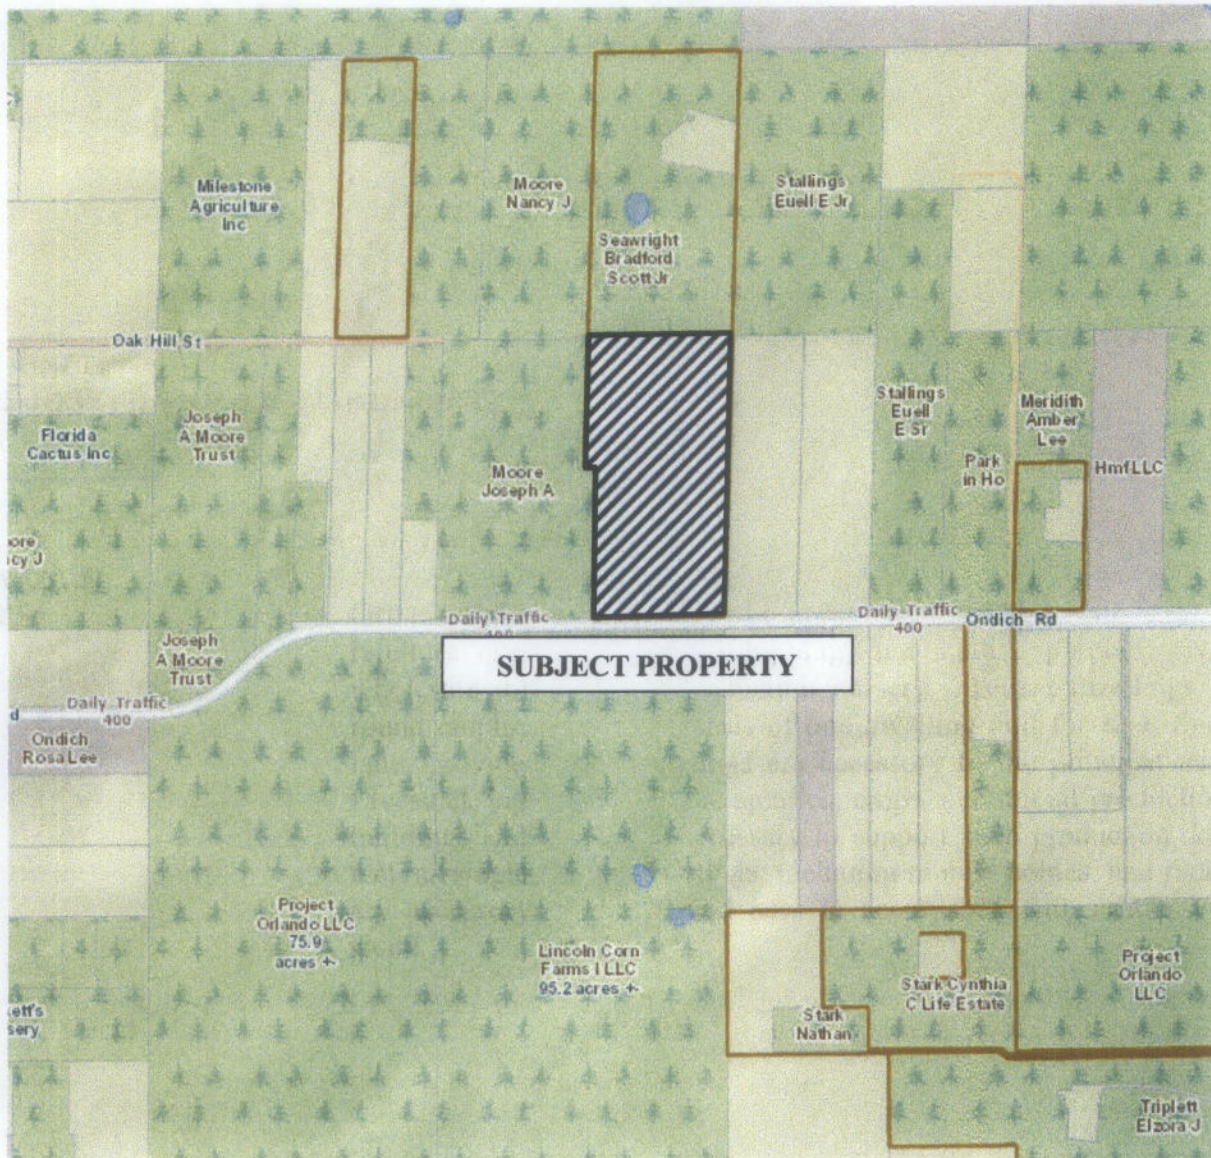 Milestone
Agriculture
Inc
Moore
Nancy J
Stallings
Euell E Jr
Seawright
Bradford
Scott Jr
Oak Hill St
Joseph
A Moore
Trust
Florida
Cactus Inc
Moore
Joseph A
Stallings
Euell
E Sr
Meridith
Amber
Lee
Park
in Ho
Hmf LLC
ore
cy J
Daily Traffic
Daily Traffic
400
Ondich Rd
Joseph
A Moore
Trust
SUBJECT PROPERTY
Daily Traffic
400
d
Ondich
Rosa Lee
Project
Orlando LLC
75.9
acres +-
Lincoln Corn
Farms I LLC
95.2 acres +-
Stark Cynthia
C Life Estate
Project
Orlando
LLC
Stark
Nathan
ett's
sery
Triplett
Elzora J